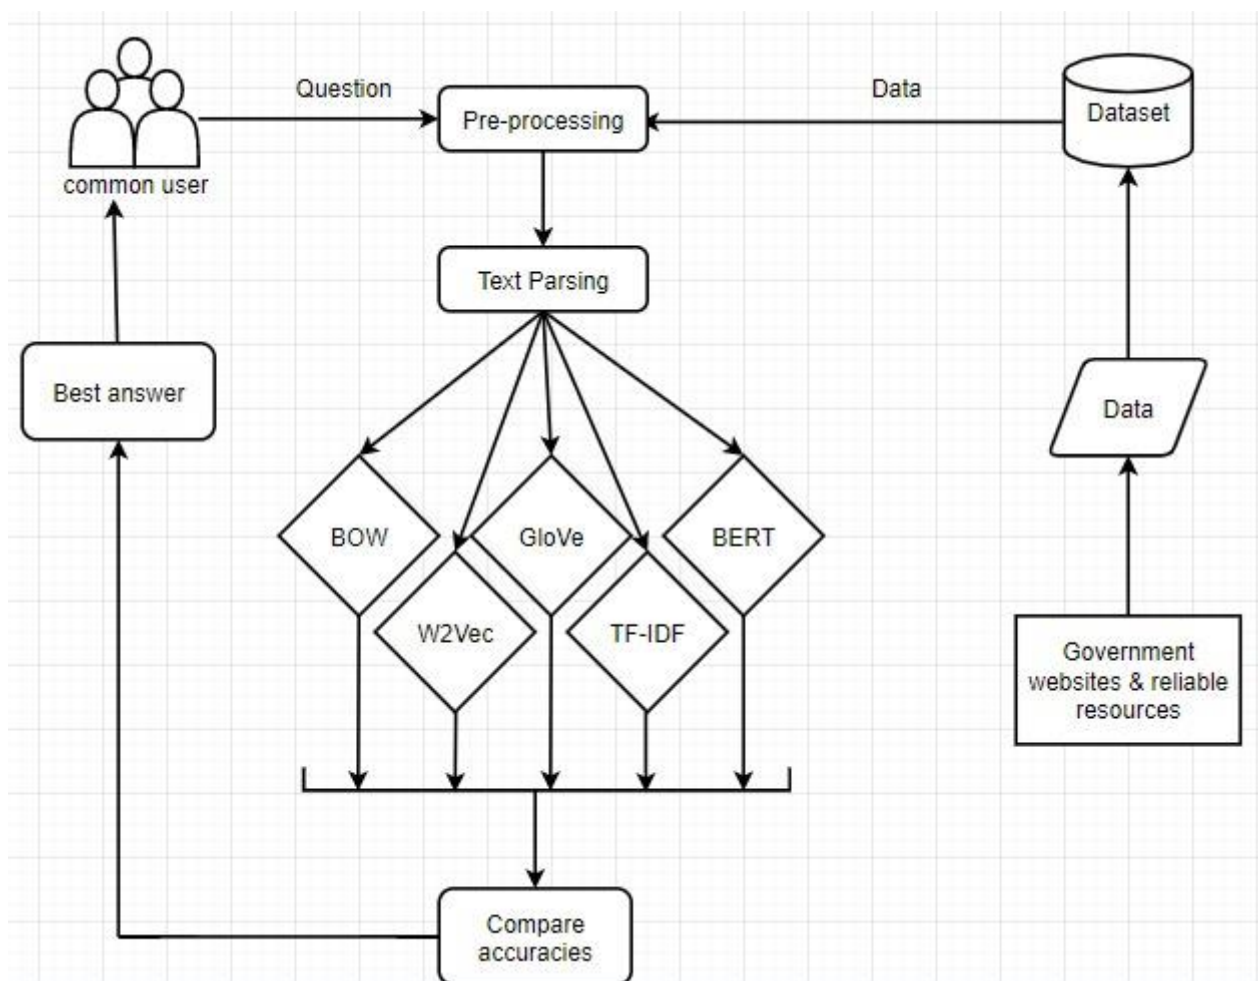 Question
Data
Pre-processing
Dataset
common user
Text Parsing
Best answer
Data
BOW
GloVe
BERT
W2Vec
TF-IDF
Government
websites & reliable
resources
Compare
accuracies